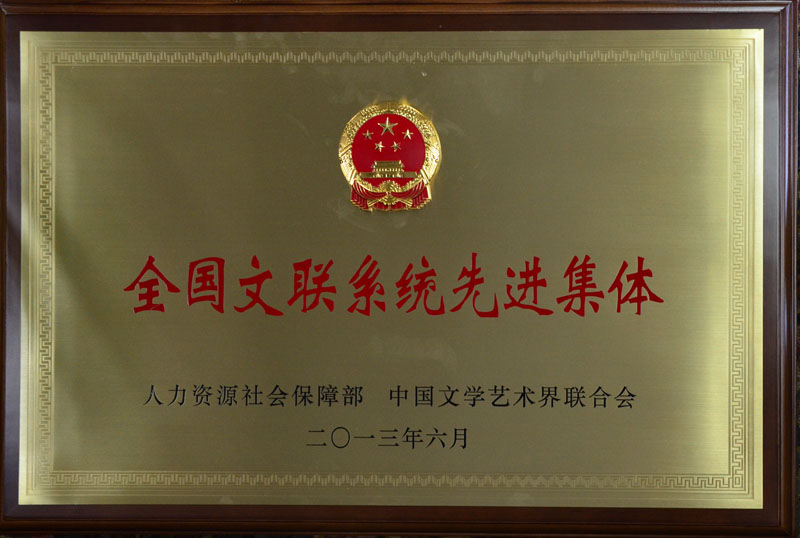 全国文联系统先进集体
人力资源社会保障部 中国文学艺术界联合会
二〇一三年六月